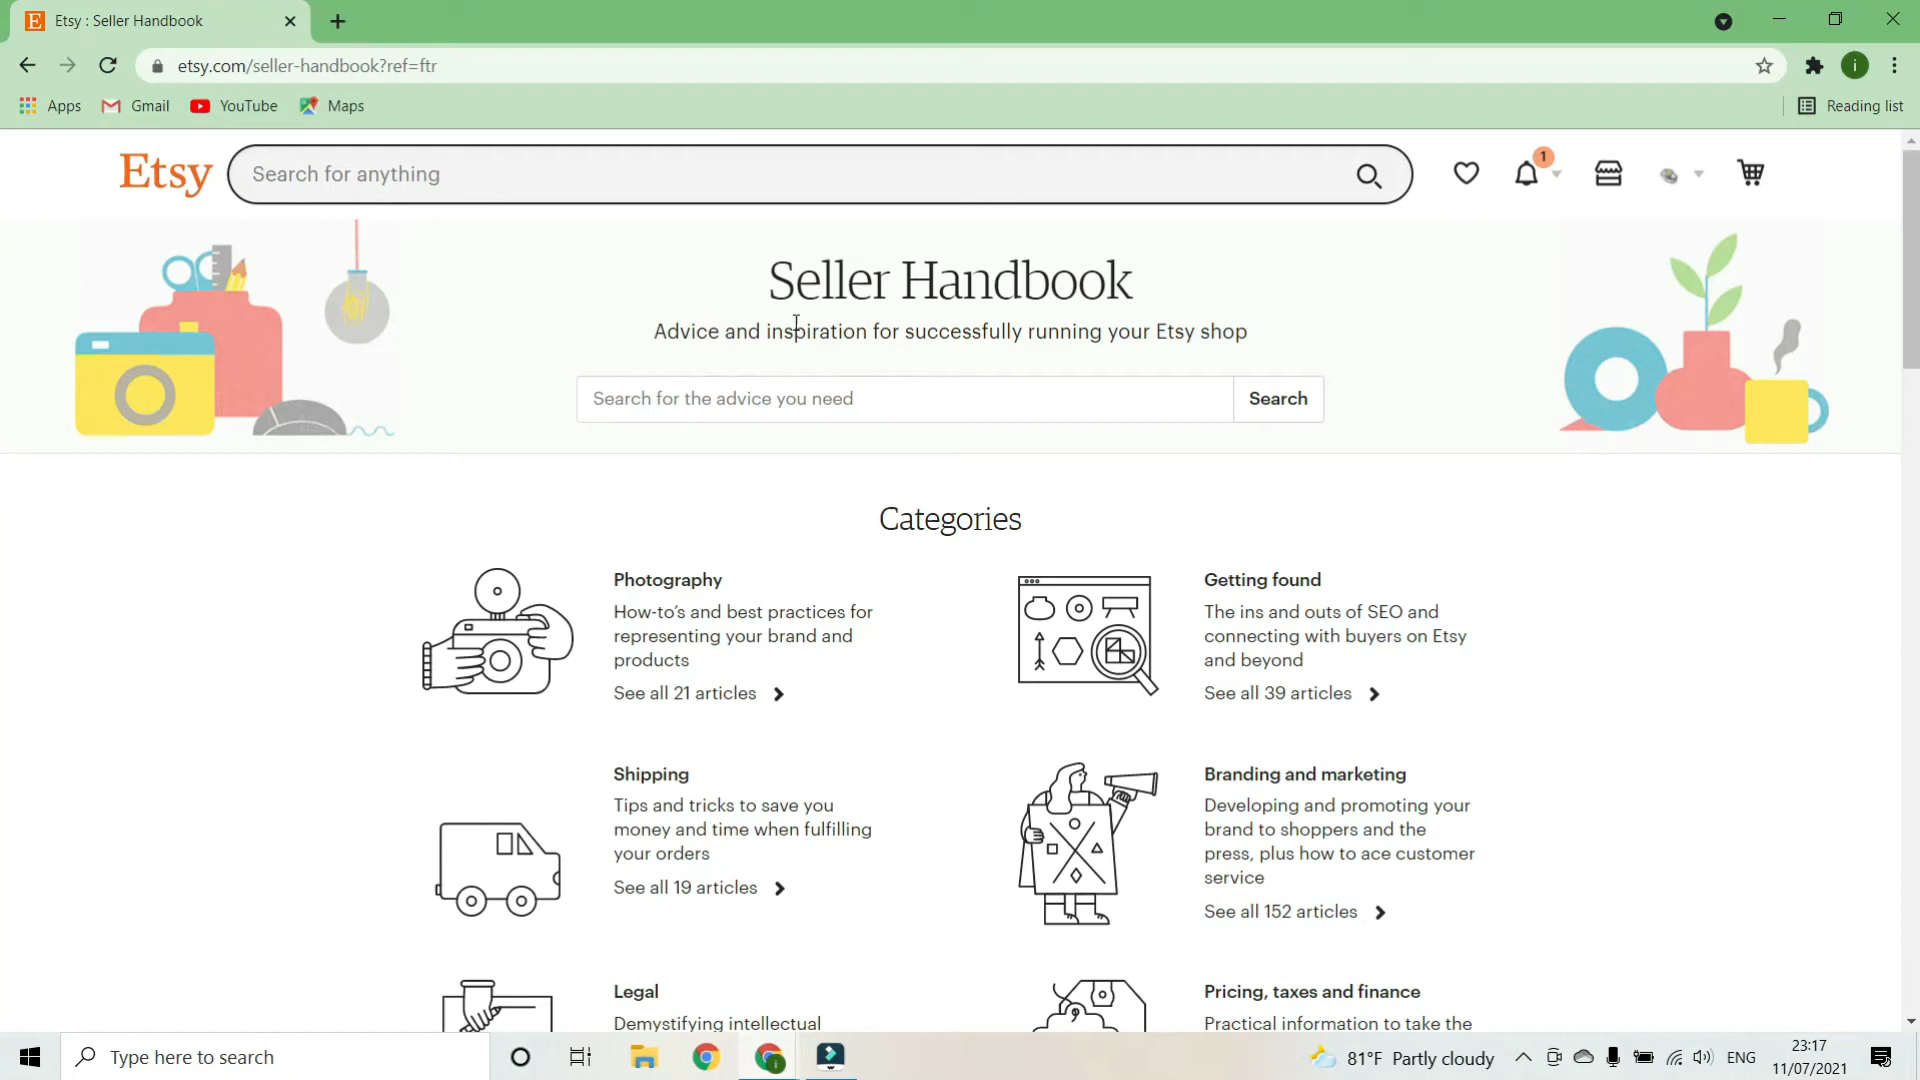 Etsy : Seller Handbook
etsy.com/seller-handbook?ref=ftr
i
Apps
Gmail
YouTube
Maps
Reading list
Etsy
Search for anything
1
Seller Handbook
Advice and inspiration for successfully running your Etsy shop
Search for the advice you need
Search
Categories
Photography
How-to's and best practices for
representing your brand and
products
See all 21 articles
Getting found
The ins and outs of SEO and
connecting with buyers on Etsy
and beyond
See all 39 articles
Shipping
Tips and tricks to save you
money and time when fulfilling
your orders
See all 19 articles
Branding and marketing
Developing and promoting your
brand to shoppers and the
press, plus how to ace customer
service
See all 152 articles
Legal
Demystifying intellectual
Pricing, taxes and finance
Practical information to take the
Type here to search
81°F Partly cloudy
ENG
23:17
11/07/2021